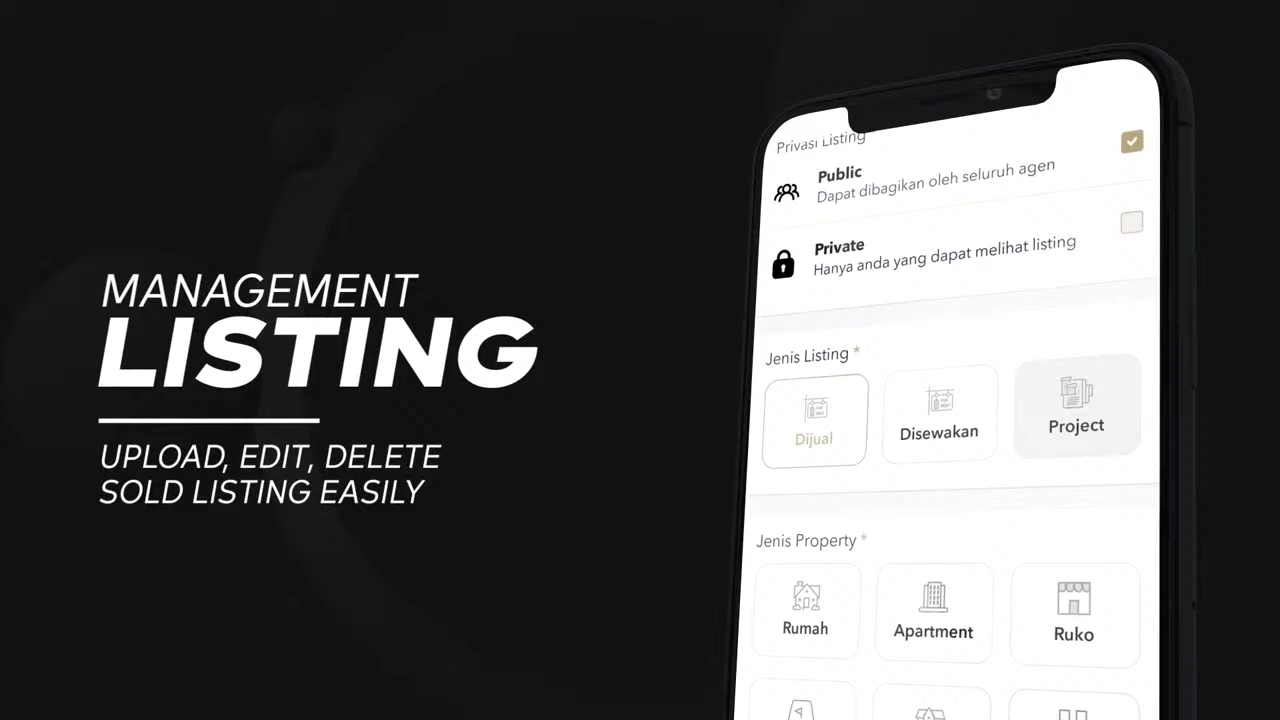 MANAGEMENT
LISTING
UPLOAD, EDIT, DELETE
SOLD LISTING EASILY
Privasi Listing
Public
Dapat dibagikan oleh seluruh agen
Private
Hanya anda yang dapat melihat listing
Jenis Listing *
Dijual
Disewakan
Project
Jenis Property *
Rumah
Apartment
Ruko